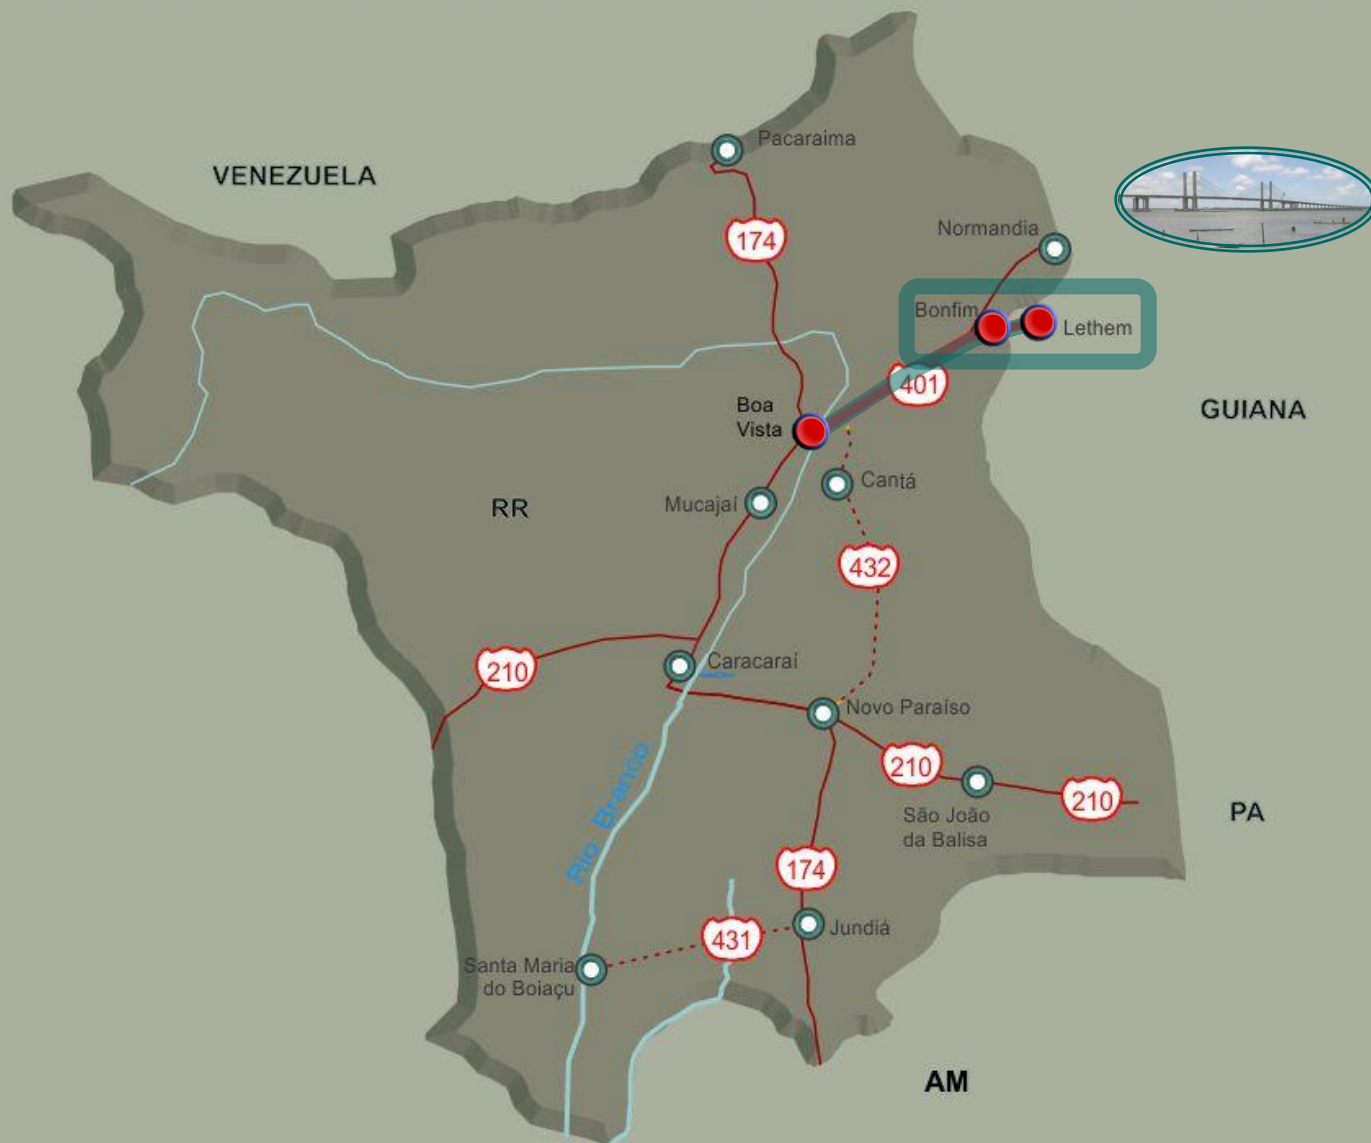 Pacaraima
VENEZUELA
Normandia
174
Bonfim
Lethem
401
Boa
Vista
GUIANA
Cantá
Mucajaí
RR
432
Caracaraí
210
Novo Paraíso
Rio Branco
210
210
São João
da Balisa
PA
174
Jundiá
431
Santa Maria
do Boiaçu
AM